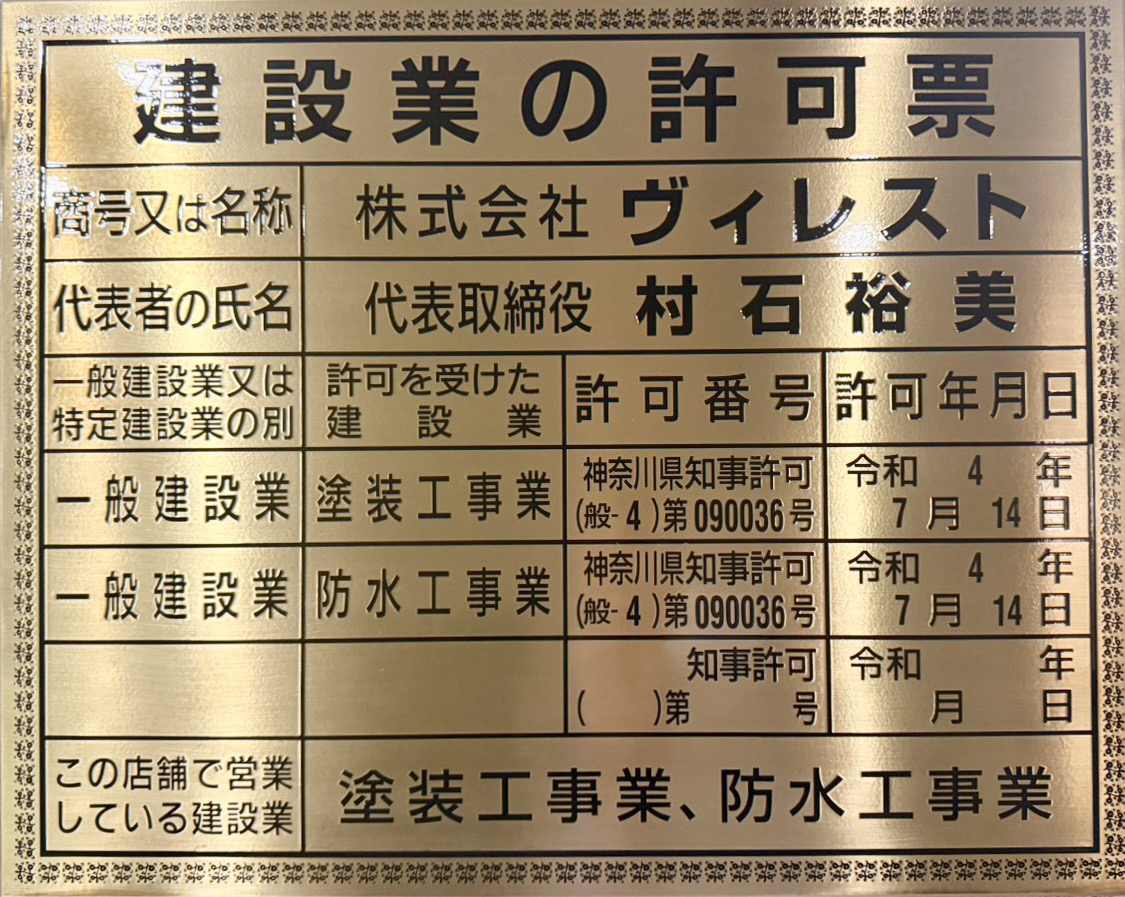 建設業の許可票
商号又は名称 株式会社 ヴィレスト
代表者の氏名 代表取締役 村石裕美
一般建設業又は
特定建設業の別
許可を受けた
建設業
許可番号
許可年月日
一般建設業
塗装工事業
神奈川県知事許可
(般-4)第090036号
令和 4 年
7月 14日
一般建設業
防水工事業
神奈川県知事許可
(般-4)第090036号
令和 4 年
7月 14日
知事許可
( )第 号
令和 年
月 日
この店舗で営業
している建設業
塗装工事業、防水工事業